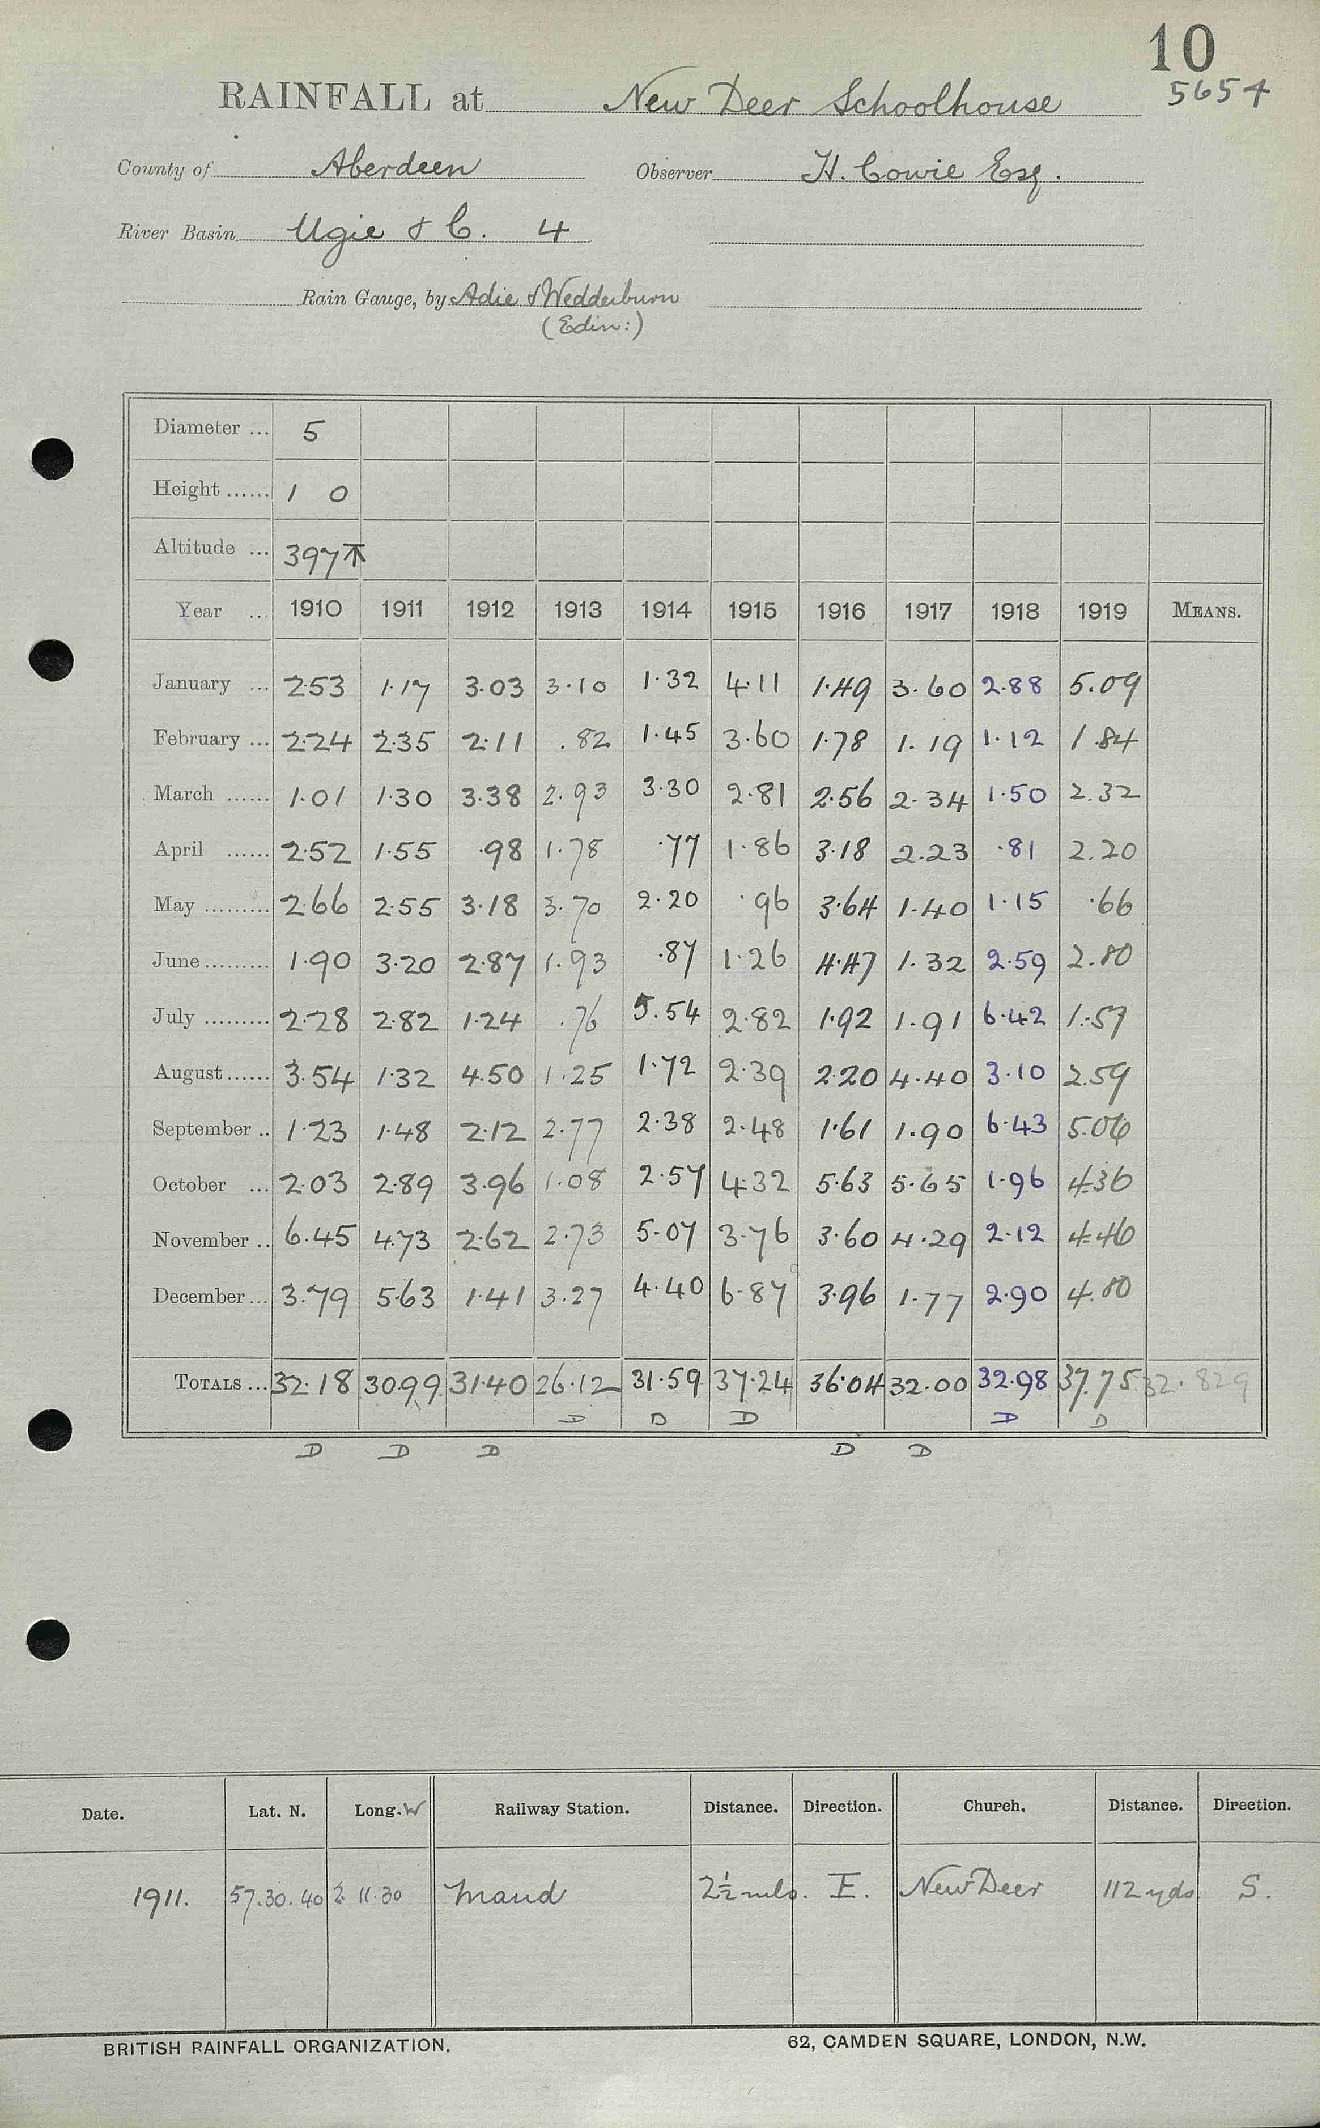 10
RAINFALL at New Deer Schoolhouse 5654
County of Aberdeen Observer H. Cowie Esq.
River Basin Ugie & C. 4
Rain Gauge, by Adie & Wedderburn
(Edin:)
Diameter ... 5
Height ...... 1 0
Altitude ... 397
Year ... 1910 1911 1912 1913 1914 1915 1916 1917 1918 1919 MEANS.
January ... 2.53 1.17 3.03 3.10 1.32 4.11 1.49 3.60 2.88 5.09
February ... 2.24 2.35 2.11 .82 1.45 3.60 1.78 1.19 1.12 1.84
March ...... 1.01 1.30 3.38 2.93 3.30 2.81 2.56 2.34 1.50 2.32
April ...... 2.52 1.55 .98 1.78 .77 1.86 3.18 2.23 .81 2.20
May ......... 2.66 2.55 3.18 3.70 2.20 .96 3.64 1.40 1.15 .66
June ......... 1.90 3.20 2.87 1.93 .87 1.26 4.47 1.32 2.59 2.80
July ......... 2.28 2.82 1.24 .76 5.54 2.82 1.92 1.91 6.42 1.57
August ...... 3.54 1.32 4.50 1.25 1.72 2.39 2.20 4.40 3.10 2.59
September .. 1.23 1.48 2.12 2.77 2.38 2.48 1.61 1.90 6.43 5.06
October ... 2.03 2.89 3.96 1.08 2.57 4.32 5.63 5.65 1.96 4.36
November .. 6.45 4.73 2.62 2.73 5.07 3.76 3.60 4.29 2.12 4.46
December ... 3.79 5.63 1.41 3.27 4.40 6.87 3.96 1.77 2.90 4.80
TOTALS ... 32.18 30.99 31.40 26.12 31.59 37.24 36.04 32.00 32.98 37.75 32.829
D D D D D
D D D D D
Date. Lat. N. Long. W Railway Station. Distance. Direction. Church. Distance. Direction.
1911. 57.30.40 2 11.30 Maud 2½ mls. E. New Deer 112 yds. S.
BRITISH RAINFALL ORGANIZATION. 62, CAMDEN SQUARE, LONDON, N.W.